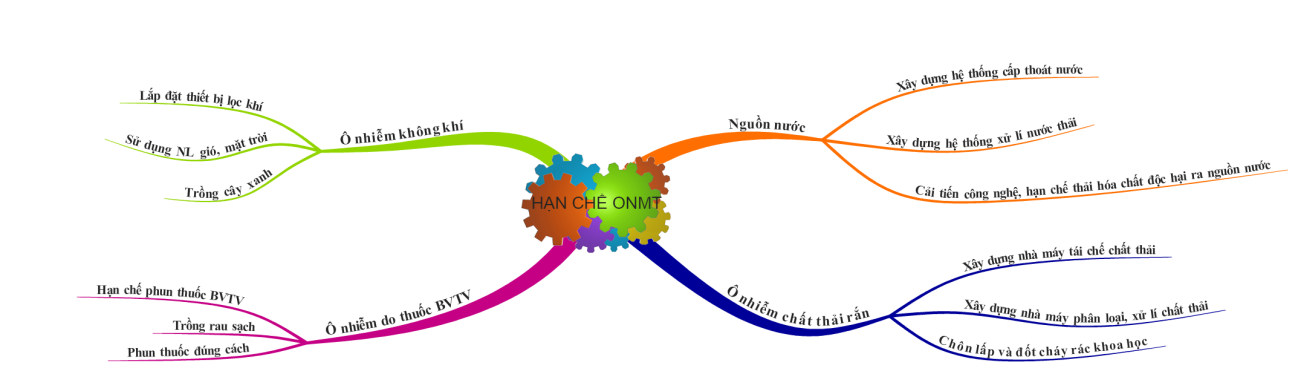 HẠN CHẾ ONMT
Ô nhiễm không khí
Lắp đặt thiết bị lọc khí
Sử dụng NL gió, mặt trời
Trồng cây xanh
Nguồn nước
Xây dựng hệ thống cấp thoát nước
Xây dựng hệ thống xử lí nước thải
Cải tiến công nghệ, hạn chế thải hóa chất độc hại ra nguồn nước
Ô nhiễm do thuốc BVTV
Hạn chế phun thuốc BVTV
Trồng rau sạch
Phun thuốc đúng cách
Ô nhiễm chất thải rắn
Xây dựng nhà máy tái chế chất thải
Xây dựng nhà máy phân loại, xử lí chất thải
Chôn lấp và đốt cháy rác khoa học